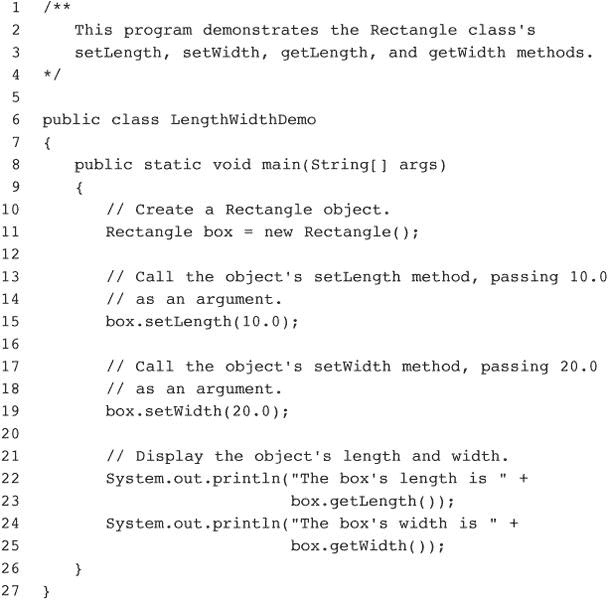 1 /**
2    This program demonstrates the Rectangle class's
3    setLength, setWidth, getLength, and getWidth methods.
4 */
5
6 public class LengthWidthDemo
7 {
8    public static void main(String[] args)
9    {
10       // Create a Rectangle object.
11       Rectangle box = new Rectangle();
12
13       // Call the object's setLength method, passing 10.0
14       // as an argument.
15       box.setLength(10.0);
16
17       // Call the object's setWidth method, passing 20.0
18       // as an argument.
19       box.setWidth(20.0);
20
21       // Display the object's length and width.
22       System.out.println("The box's length is " +
23                          box.getLength());
24       System.out.println("The box's width is " +
25                          box.getWidth());
26    }
27 }